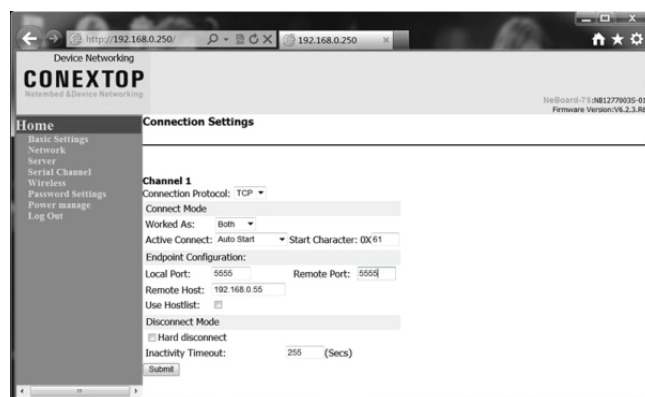 http://192.168.0.250/
192.168.0.250
Device Networking
CONEXTOP
Netembed &Device Networking
NeBoard-7
Firmware Version:V6.2.3.R
Home
Basic Settings
Network
Server
Serial Channel
Wireless
Password Settings
Power manage
Log Out
Connection Settings
Channel 1
Connection Protocol: TCP
Connect Mode
Worked As: Both
Active Connect: Auto Start Start Character: 0X 61
Endpoint Configuration:
Local Port: 5555 Remote Port: 5555
Remote Host: 192.168.0.55
Use Hostlist:
Disconnect Mode
Hard disconnect
Inactivity Timeout: 255 (Secs)
Submit